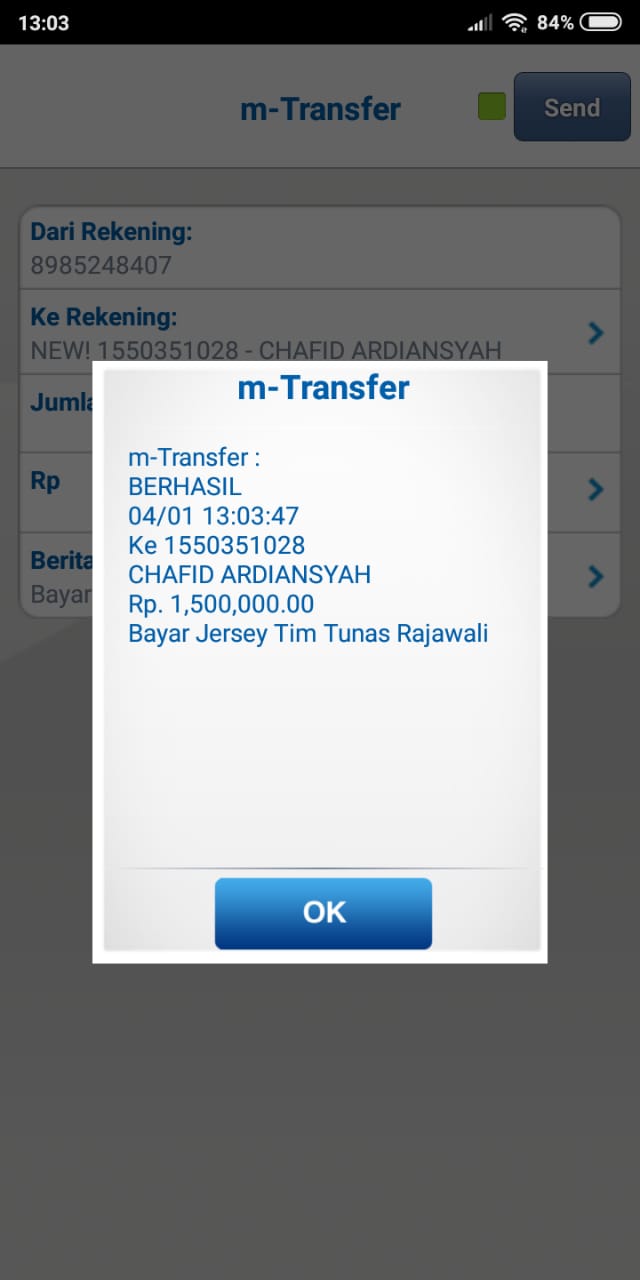 13:03
84%
m-Transfer
Send
Dari Rekening:
8985248407
Ke Rekening:
NEW! 1550351028 - CHAFID ARDIANSYAH
Rp
m-Transfer
m-Transfer :
BERHASIL
04/01 13:03:47
Ke 1550351028
CHAFID ARDIANSYAH
Rp. 1,500,000.00
Bayar Jersey Tim Tunas Rajawali
Berita
Bayar
OK